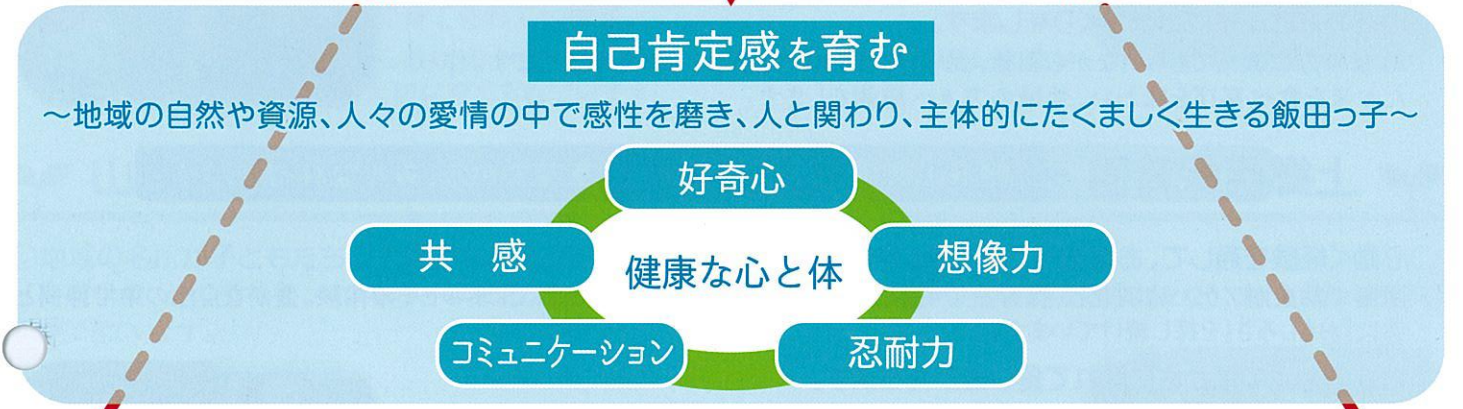 自己肯定感を育む
～地域の自然や資源、人々の愛情の中で感性を磨き、人と関わり、主体的にたくましく生きる飯田っ子～
好奇心
共　感
健康な心と体
想像力
コミュニケーション
忍耐力